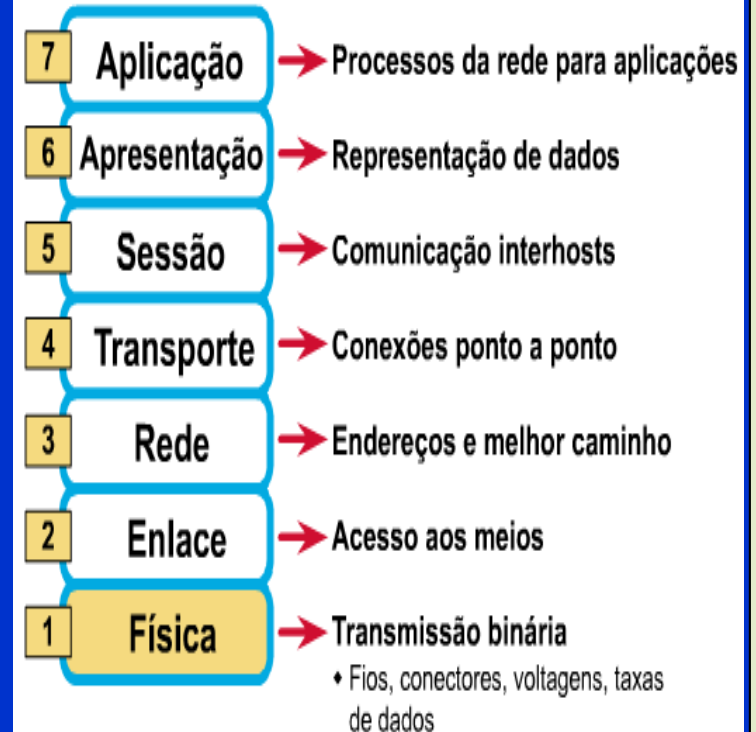 7 Aplicação Processos da rede para aplicações
6 Apresentação Representação de dados
5 Sessão Comunicação interhosts
4 Transporte Conexões ponto a ponto
3 Rede Endereços e melhor caminho
2 Enlace Acesso aos meios
1 Física Transmissão binária
• Fios, conectores, voltagens, taxas
de dados